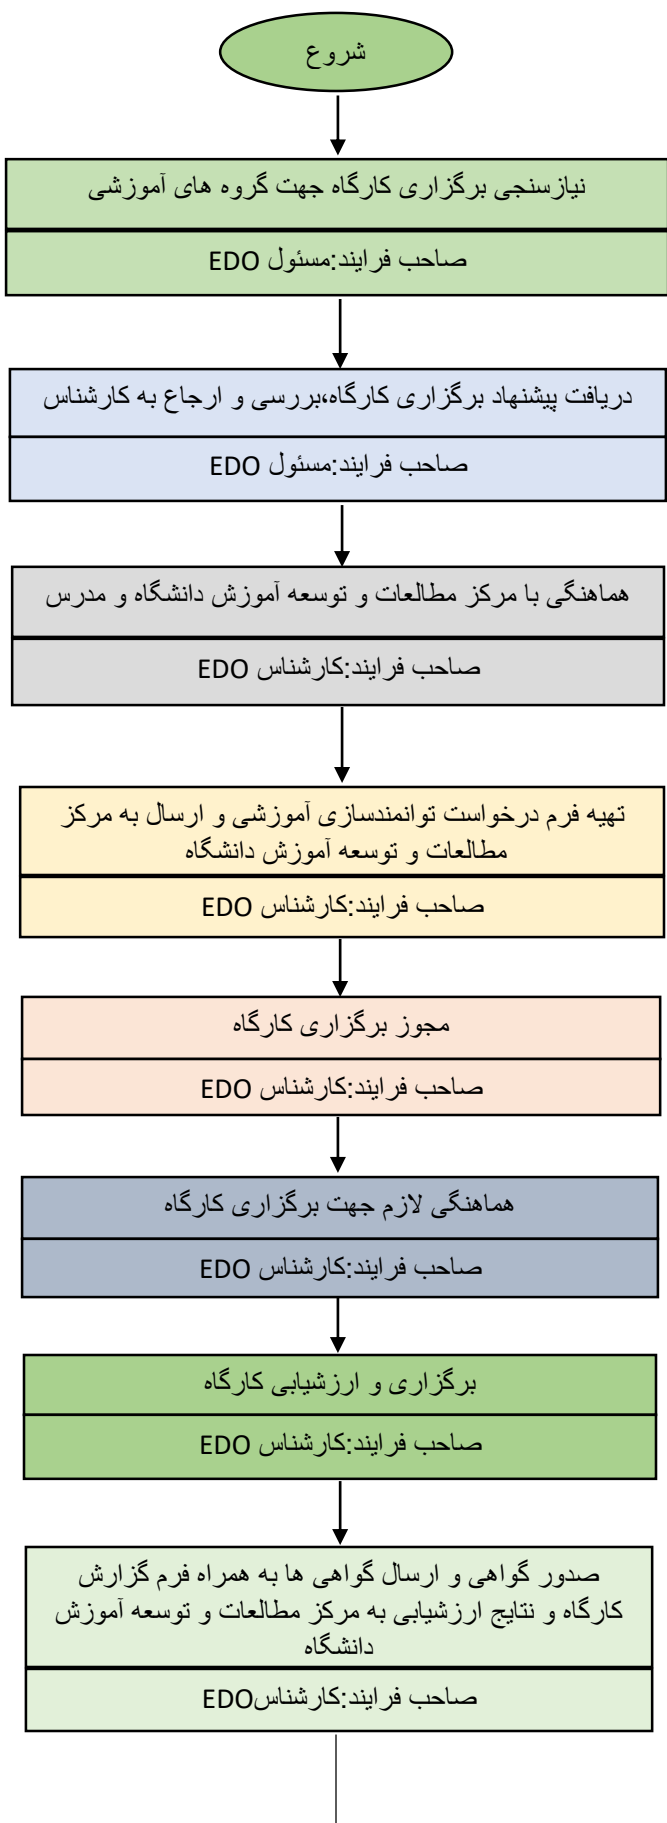 شروع
نیازسنجی برگزاری کارگاه جهت گروه های آموزشی
صاحب فرایند:مسئول EDO
دریافت پیشنهاد برگزاری کارگاه،بررسی و ارجاع به کارشناس
صاحب فرایند:مسئول EDO
هماهنگی با مرکز مطالعات و توسعه آموزش دانشگاه و مدرس
صاحب فرایند:کارشناس EDO
تهیه فرم درخواست توانمندسازی آموزشی و ارسال به مرکز
مطالعات و توسعه آموزش دانشگاه
صاحب فرایند:کارشناس EDO
مجوز برگزاری کارگاه
صاحب فرایند:کارشناس EDO
هماهنگی لازم جهت برگزاری کارگاه
صاحب فرایند:کارشناس EDO
برگزاری و ارزشیابی کارگاه
صاحب فرایند:کارشناس EDO
صدور گواهی و ارسال گواهی ها به همراه فرم گزارش
کارگاه و نتایج ارزشیابی به مرکز مطالعات و توسعه آموزش
دانشگاه
صاحب فرایند:کارشناسEDO